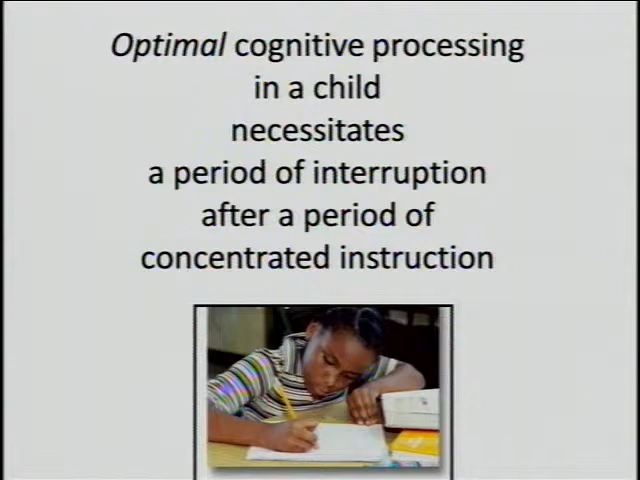 Optimal cognitive processing
in a child
necessitates
a period of interruption
after a period of
concentrated instruction